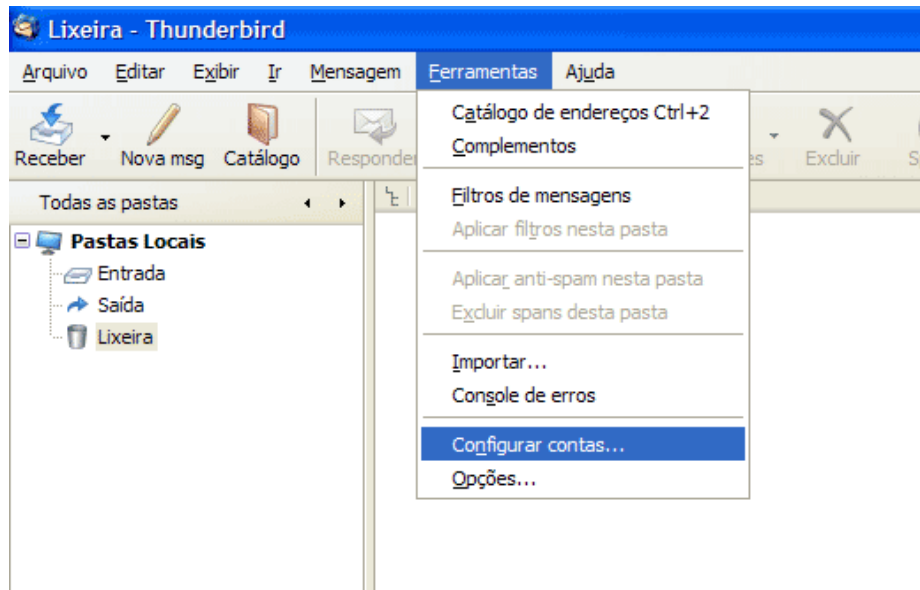 Lixeira - Thunderbird
Arquivo Editar Exibir Ir Mensagem Ferramentas Ajuda
Receber Nova msg Catálogo Excluir
Todas as pastas
Pastas Locais
Entrada
Saída
Lixeira
Catálogo de endereços Ctrl+2
Complementos
Filtros de mensagens
Aplicar filtros nesta pasta
Aplicar anti-spam nesta pasta
Excluir spans desta pasta
Importar...
Console de erros
Configurar contas...
Opções...